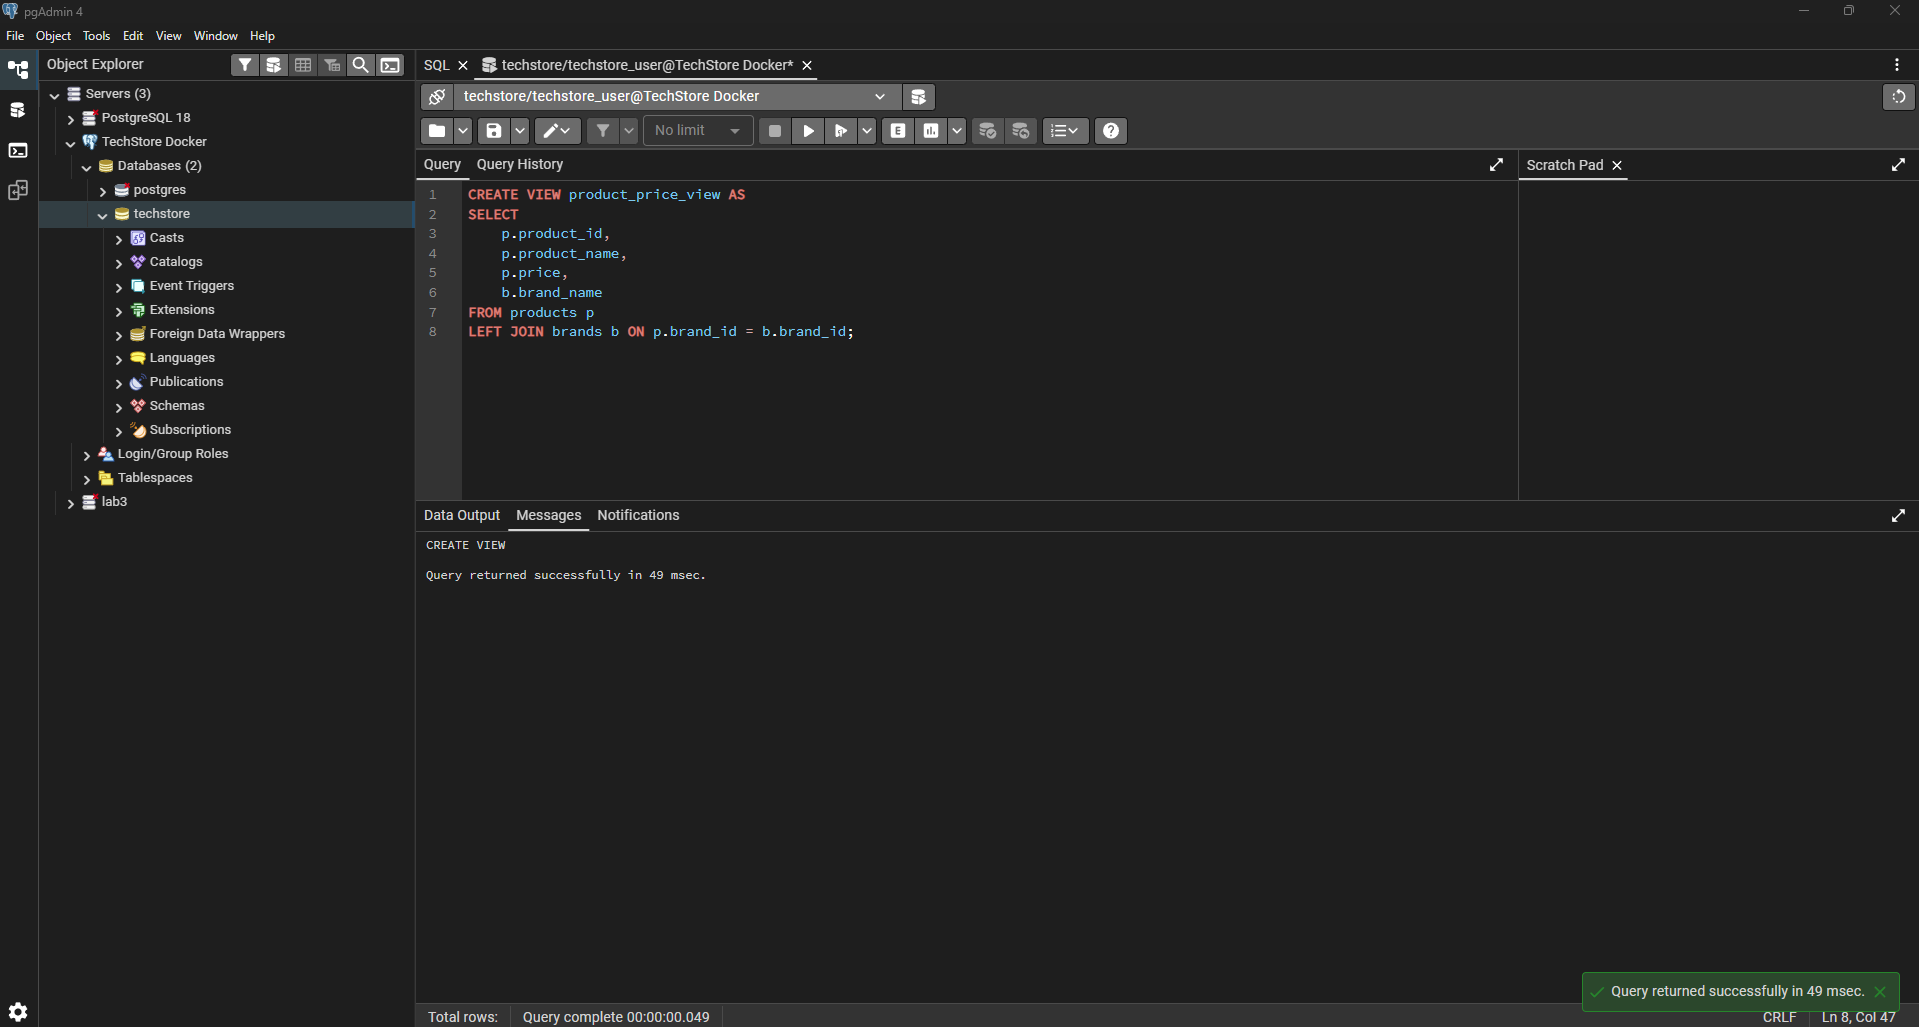 pgAdmin 4
File Object Tools Edit View Window Help
Object Explorer
Servers (3)
PostgreSQL 18
TechStore Docker
Databases (2)
postgres
techstore
Casts
Catalogs
Event Triggers
Extensions
Foreign Data Wrappers
Languages
Publications
Schemas
Subscriptions
Login/Group Roles
Tablespaces
lab3
SQL techstore/techstore_user@TechStore Docker*
techstore/techstore_user@TechStore Docker
No limit E
Query Query History
Scratch Pad
1 CREATE VIEW product_price_view AS
2 SELECT
3 p.product_id,
4 p.product_name,
5 p.price,
6 b.brand_name
7 FROM products p
8 LEFT JOIN brands b ON p.brand_id = b.brand_id;
Data Output Messages Notifications
CREATE VIEW
Query returned successfully in 49 msec.
Query returned successfully in 49 msec.
Total rows: Query complete 00:00:00.049 CRLF Ln 8, Col 47